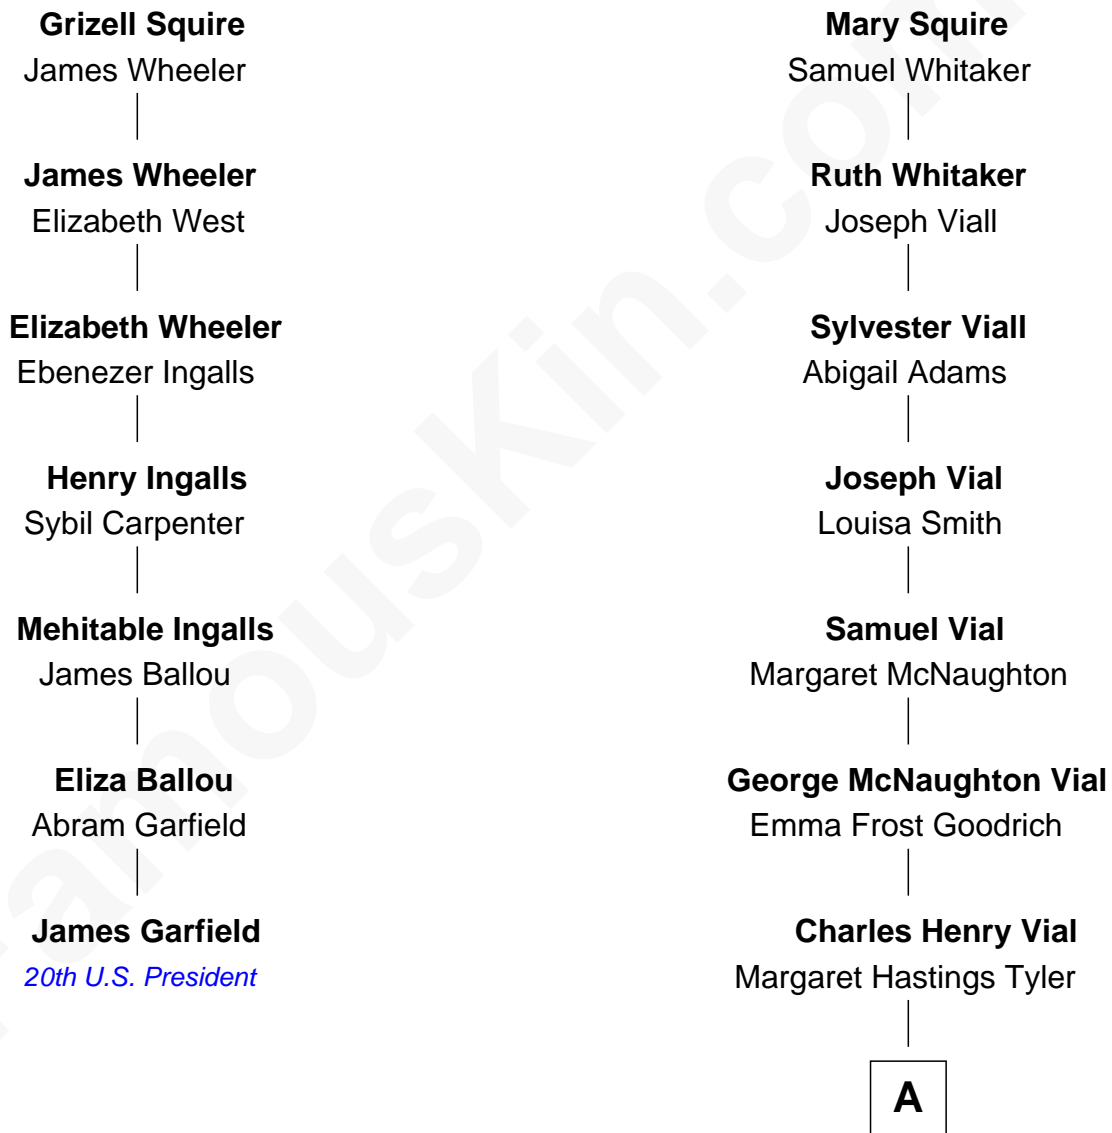 Grizell Squire
James Wheeler
James Wheeler
Elizabeth West
Elizabeth Wheeler
Ebenezer Ingalls
Henry Ingalls
Sybil Carpenter
Mehitable Ingalls
James Ballou
Eliza Ballou
Abram Garfield
James Garfield
20th U.S. President
Mary Squire
Samuel Whitaker
Ruth Whitaker
Joseph Viall
Sylvester Viall
Abigail Adams
Joseph Vial
Louisa Smith
Samuel Vial
Margaret McNaughton
George McNaughton Vial
Emma Frost Goodrich
Charles Henry Vial
Margaret Hastings Tyler
A
FamousKin.com